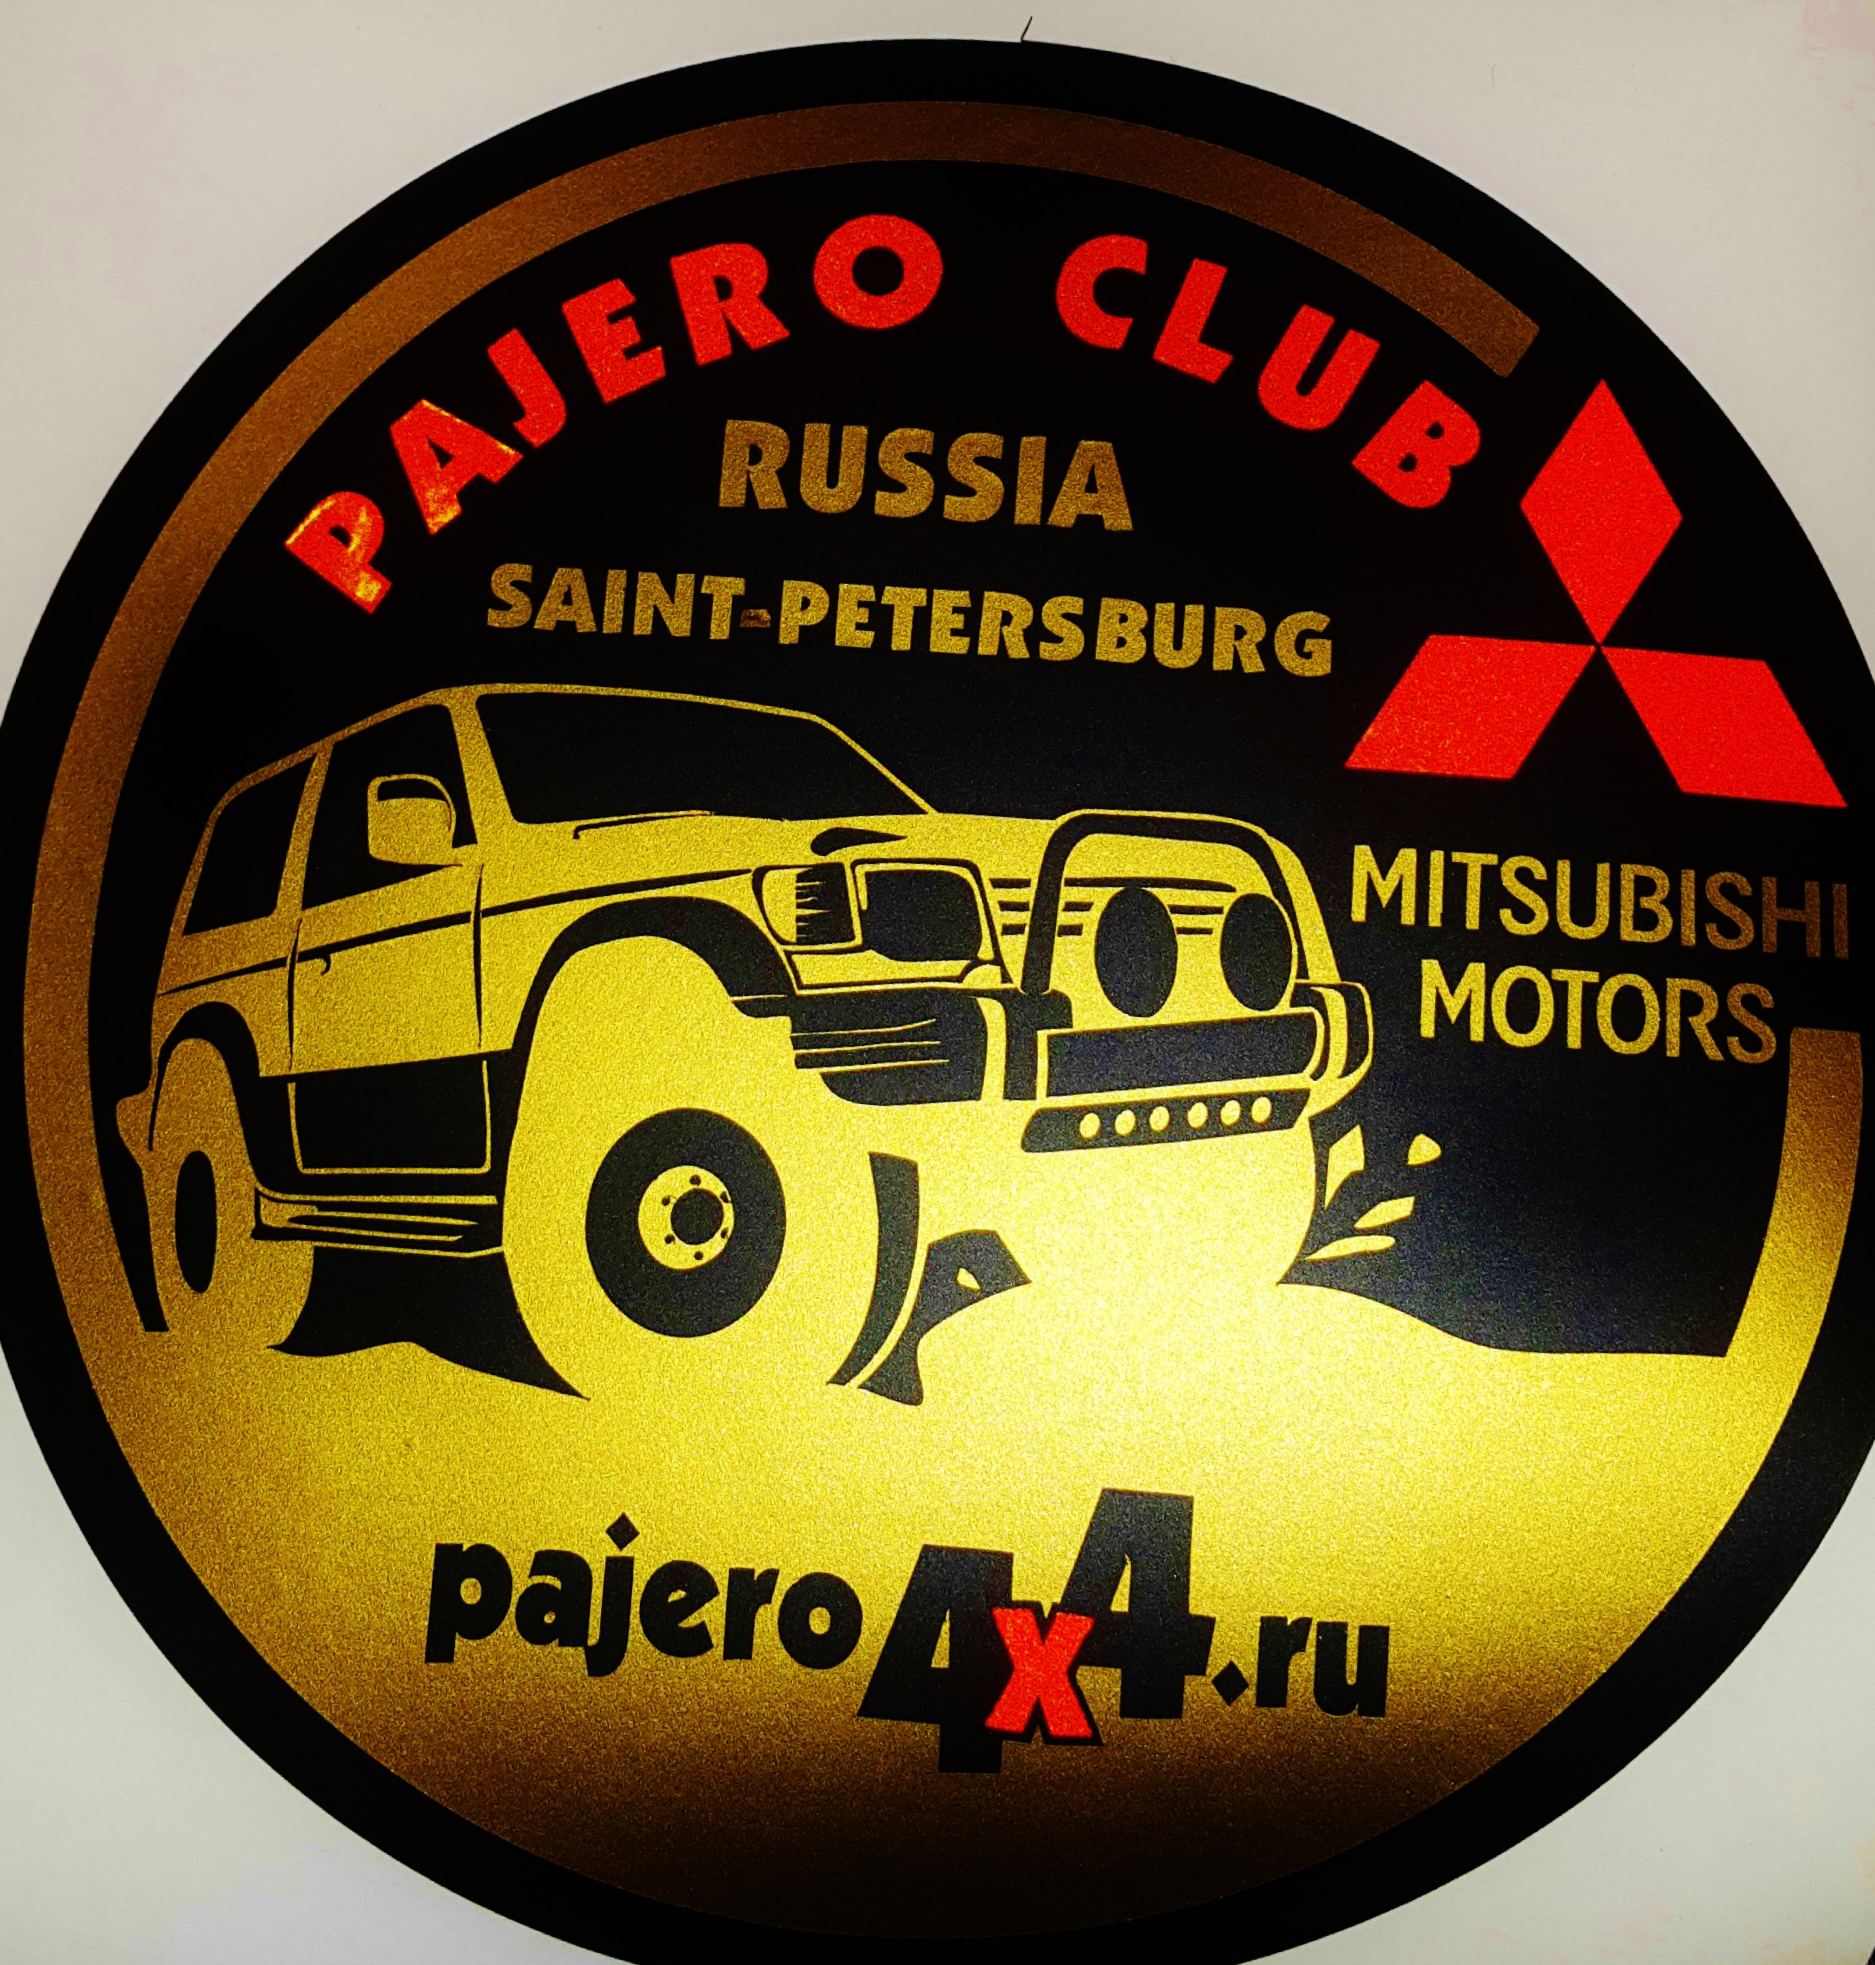 PAJERO CLUB
RUSSIA
SAINT-PETERSBURG
MITSUBISHI
MOTORS
pajero4x4.ru